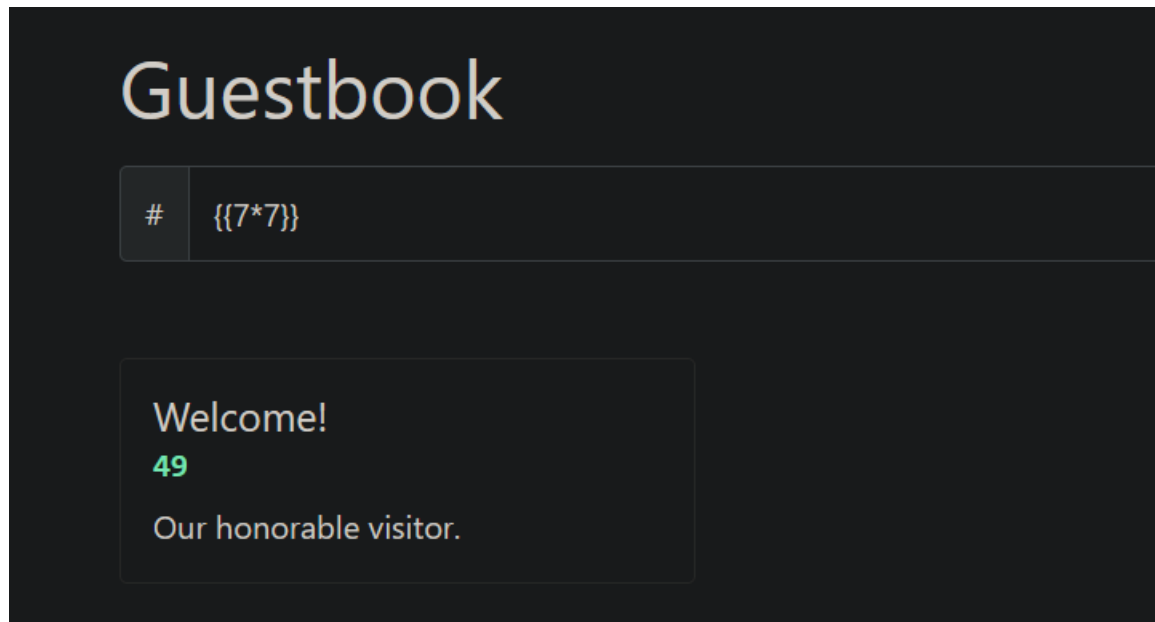 Guestbook
# {{7*7}}
Welcome!
49
Our honorable visitor.